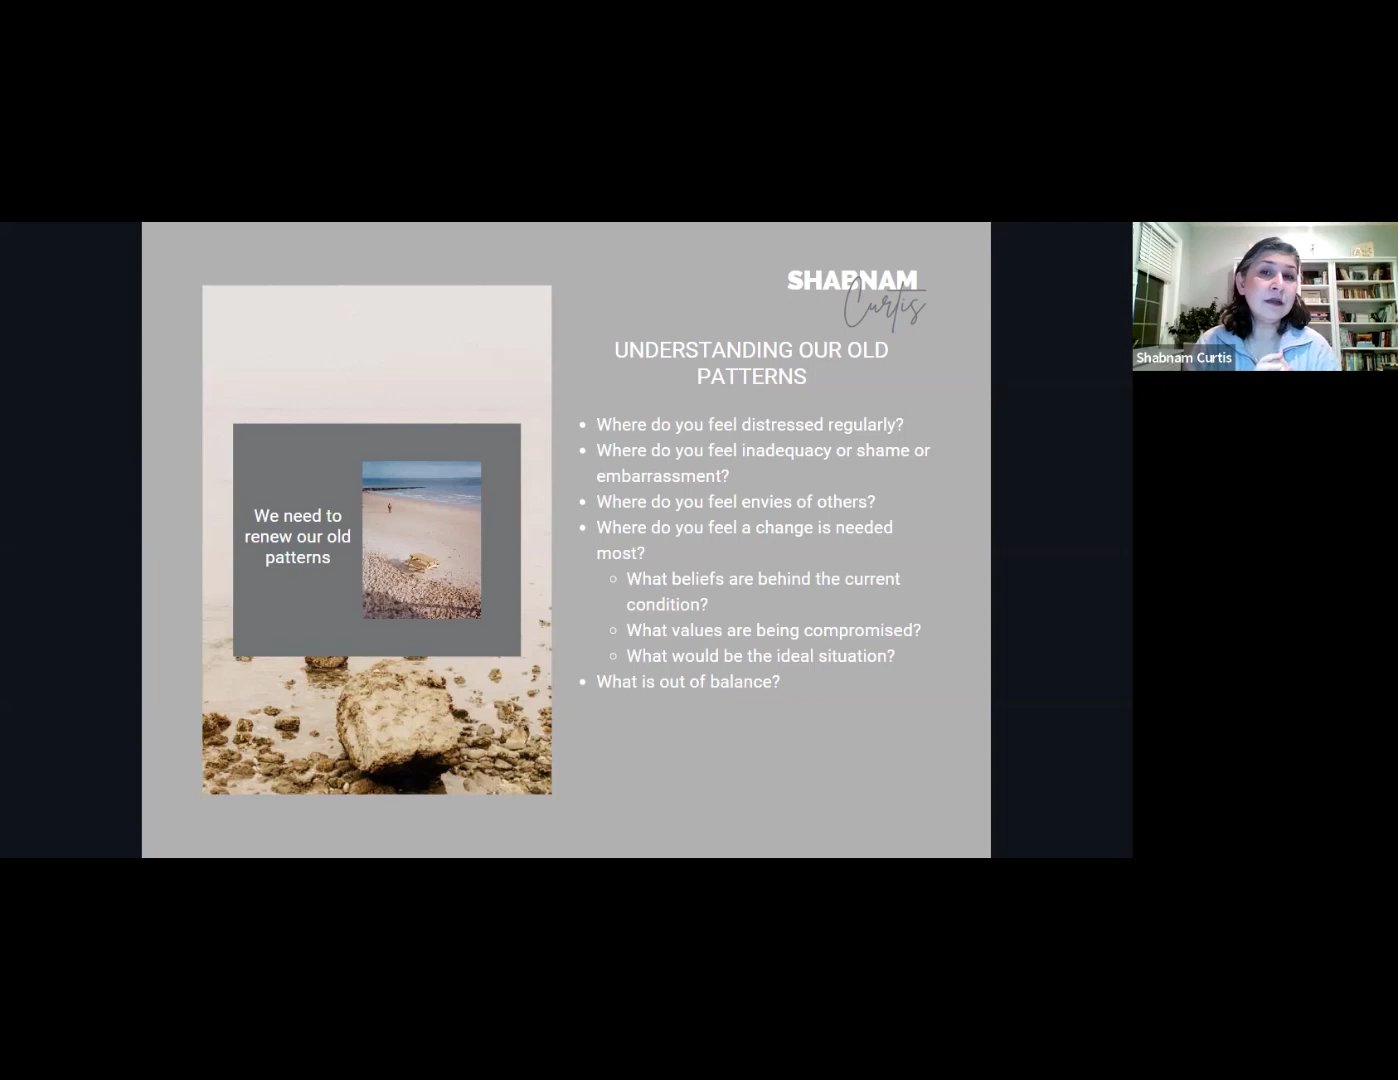 SHABNAM
Curtis
UNDERSTANDING OUR OLD
PATTERNS
We need to
renew our old
patterns
• Where do you feel distressed regularly?
• Where do you feel inadequacy or shame or
embarrassment?
• Where do you feel envies of others?
• Where do you feel a change is needed
most?
○ What beliefs are behind the current
condition?
○ What values are being compromised?
○ What would be the ideal situation?
• What is out of balance?
Shabnam Curtis